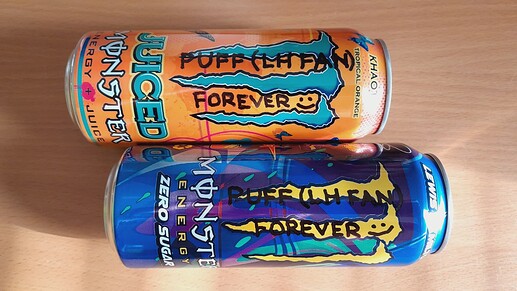 PUFF (LH FAN)
FOREVER
JUICED
MONSTER
ENERGY + JUICE
KHAOTIC
TROPICAL ORANGE
PUFF (LH FAN)
FOREVER
MONSTER
ENERGY
ZERO SUGAR
LEWIS